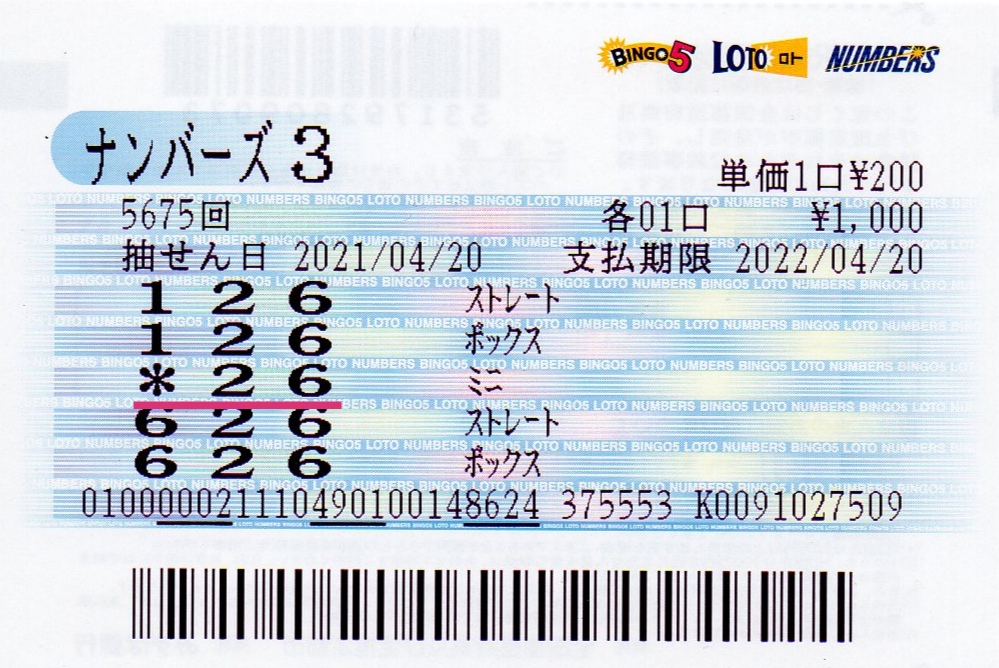 BINGO5 LOTO ロト NUMBERS
ナンバーズ 3
単価1口¥200
5675回 各01口 ¥1,000
抽せん日 2021/04/20 支払期限 2022/04/20
1 2 6 ストレート
1 2 6 ボックス
* 2 6 ミニ
6 2 6 ストレート
6 2 6 ボックス
010000021110490100148624 375553 K0091027509